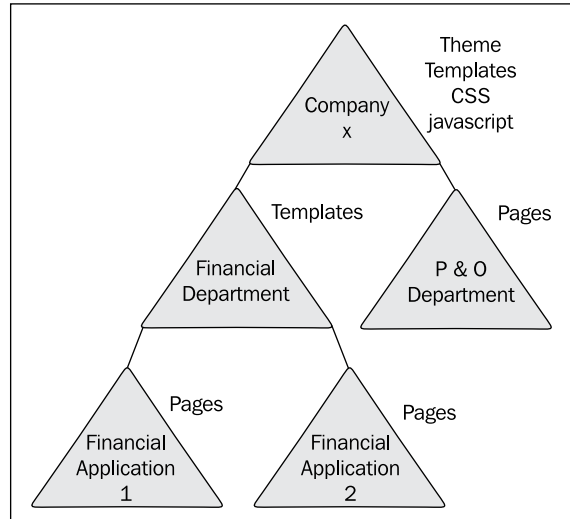 Company
x
Theme
Templates
CSS
javascript
Financial
Department
Templates
P & O
Department
Pages
Financial
Application
1
Pages
Financial
Application
2
Pages